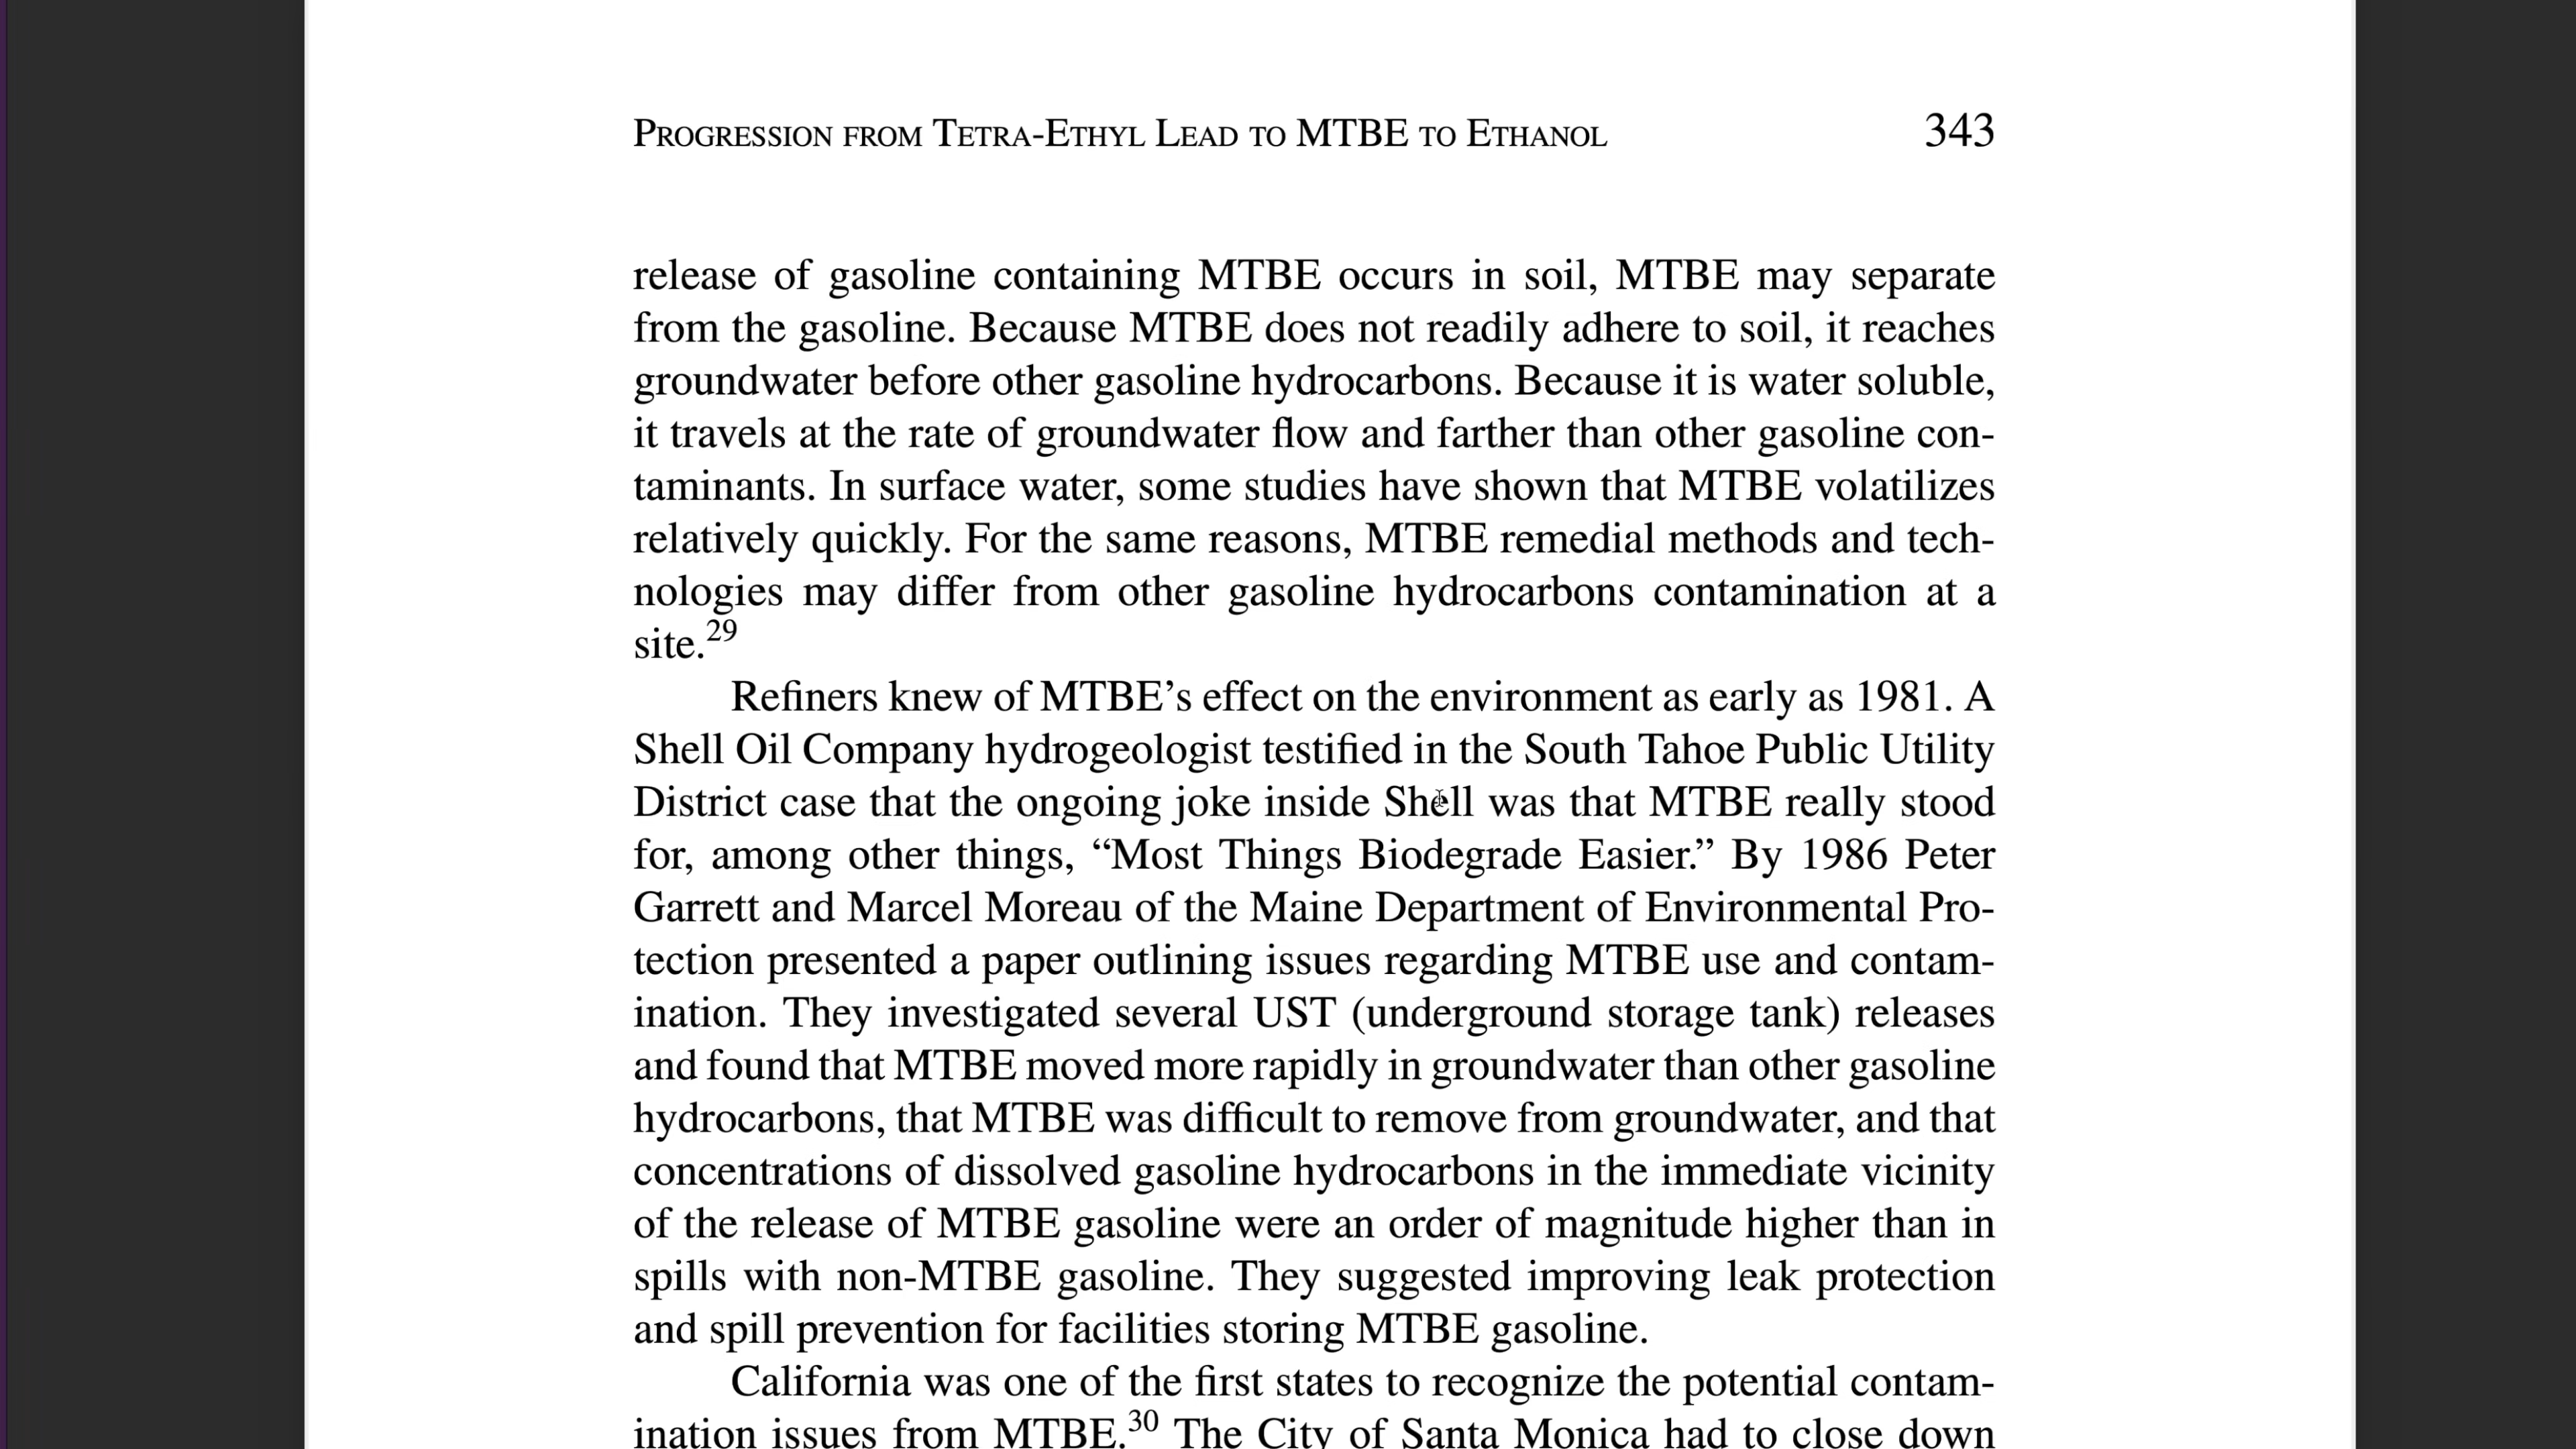 PROGRESSION FROM TETRA-ETHYL LEAD TO MTBE TO ETHANOL 343
release of gasoline containing MTBE occurs in soil, MTBE may separate
from the gasoline. Because MTBE does not readily adhere to soil, it reaches
groundwater before other gasoline hydrocarbons. Because it is water soluble,
it travels at the rate of groundwater flow and farther than other gasoline con-
taminants. In surface water, some studies have shown that MTBE volatilizes
relatively quickly. For the same reasons, MTBE remedial methods and tech-
nologies may differ from other gasoline hydrocarbons contamination at a
site.29
Refiners knew of MTBE’s effect on the environment as early as 1981. A
Shell Oil Company hydrogeologist testified in the South Tahoe Public Utility
District case that the ongoing joke inside Shell was that MTBE really stood
for, among other things, “Most Things Biodegrade Easier.” By 1986 Peter
Garrett and Marcel Moreau of the Maine Department of Environmental Pro-
tection presented a paper outlining issues regarding MTBE use and contam-
ination. They investigated several UST (underground storage tank) releases
and found that MTBE moved more rapidly in groundwater than other gasoline
hydrocarbons, that MTBE was difficult to remove from groundwater, and that
concentrations of dissolved gasoline hydrocarbons in the immediate vicinity
of the release of MTBE gasoline were an order of magnitude higher than in
spills with non-MTBE gasoline. They suggested improving leak protection
and spill prevention for facilities storing MTBE gasoline.
California was one of the first states to recognize the potential contam-
ination issues from MTBE.30 The City of Santa Monica had to close down